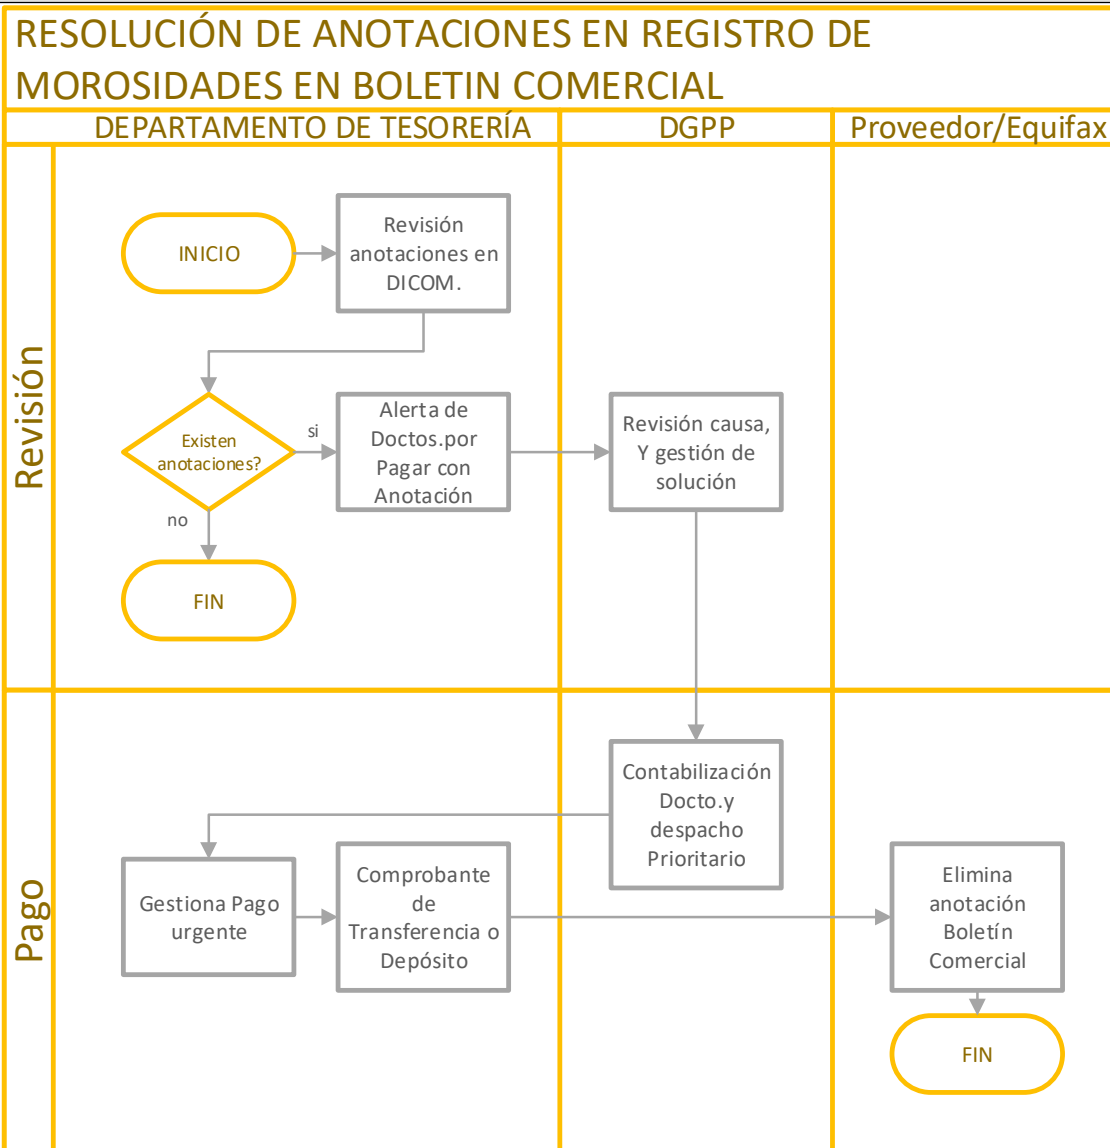 RESOLUCIÓN DE ANOTACIONES EN REGISTRO DE
MOROSIDADES EN BOLETIN COMERCIAL
DEPARTAMENTO DE TESORERÍA
DGPP
Proveedor/Equifax
Revisión
INICIO
Revisión
anotaciones en
DICOM.
Existen
anotaciones?
si
no
Alerta de
Doctos.por
Pagar con
Anotación
Revisión causa,
Y gestión de
solución
FIN
Pago
Contabilización
Docto.y
despacho
Prioritario
Gestiona Pago
urgente
Comprobante
de
Transferencia o
Depósito
Elimina
anotación
Boletín
Comercial
FIN